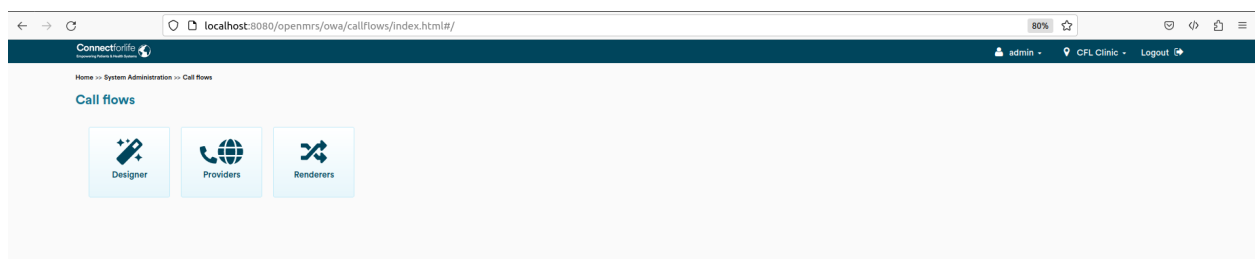 localhost:8080/openmrs/owa/callflows/index.html#/ 80%
Connectforlife
Empowering Patients & Health Systems
admin CFL Clinic Logout
Home >> System Administration >> Call flows
Call flows
Designer Providers Renderers